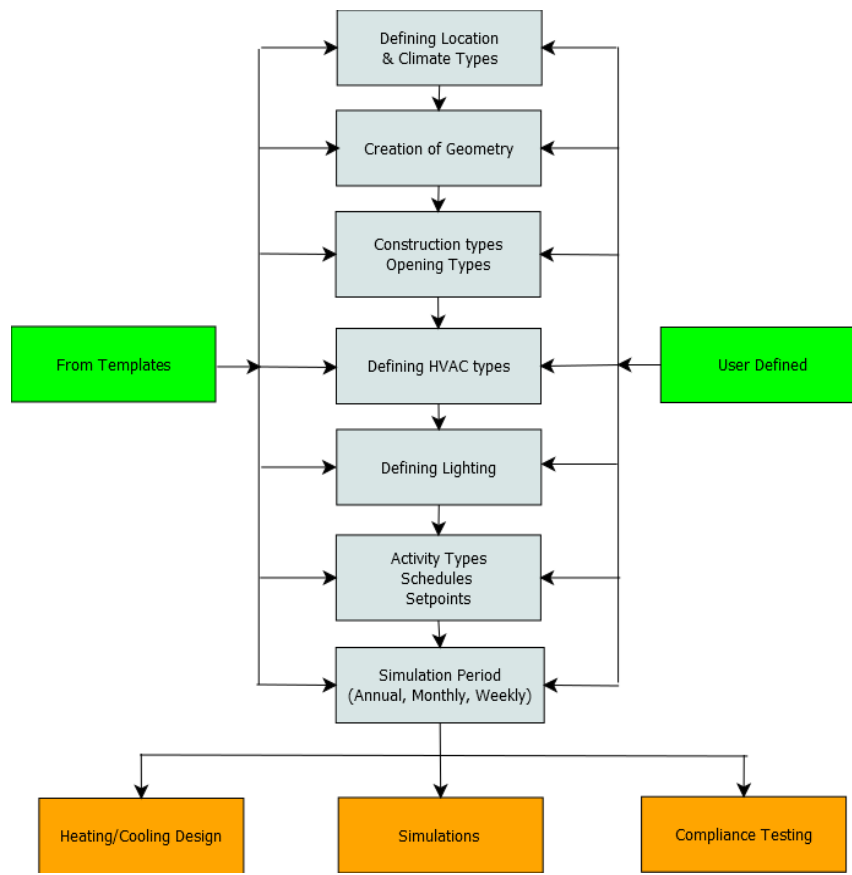 Defining Location
& Climate Types
Creation of Geometry
Construction types
Opening Types
From Templates
Defining HVAC types
User Defined
Defining Lighting
Activity Types
Schedules
Setpoints
Simulation Period
(Annual, Monthly, Weekly)
Heating/Cooling Design
Simulations
Compliance Testing